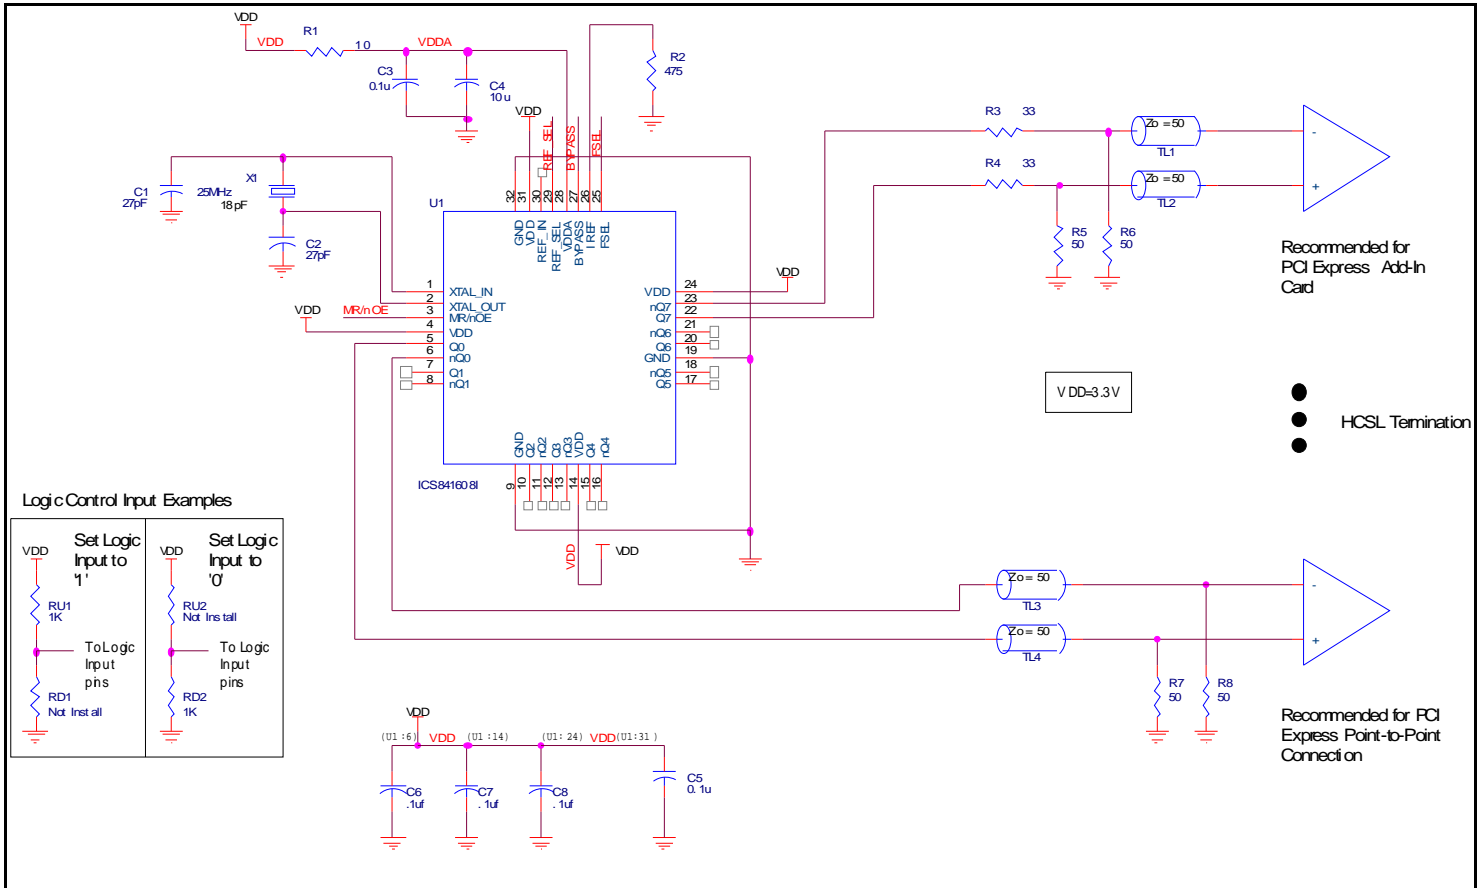 VDD
VDD
R1
10
VDDA
C3
0.1u
C4
10u
R2
475
VDD
REF_SEL
BYPASS
FSEL
C1
27pF
X1
25MHz
18pF
C2
27pF
U1
32
31
30
29
28
27
26
25
GND
VDD
REF_IN
REF_SEL
VDDA
BYPASS
IREF
FSEL
1
2
3
4
5
6
7
8
XTAL_IN
XTAL_OUT
MR/nOE
VDD
Q0
nQ0
Q1
nQ1
VDD
MR/nOE
VDD
nQ7
Q7
nQ6
Q6
GND
nQ5
Q5
24
23
22
21
20
19
18
17
VDD
GND
Q2
nQ2
Q3
nQ3
VDD
Q4
nQ4
9
10
11
12
13
14
15
16
ICS841608I
VDD
VDD
R3 33
R4 33
Zo = 50
TL1
Zo = 50
TL2
-
+
R5
50
R6
50
Recommended for
PCI Express Add-In
Card
VDD=3.3V
HCSL Termination
Logic Control Input Examples
Set Logic
Input to
'1'
VDD
RU1
1K
To Logic
Input
pins
RD1
Not Install
Set Logic
Input to
'0'
VDD
RU2
Not Install
To Logic
Input
pins
RD2
1K
Zo = 50
TL3
Zo = 50
TL4
-
+
R7
50
R8
50
Recommended for PCI
Express Point-to-Point
Connection
VDD
(U1:6) VDD (U1:14) (U1:24) VDD (U1:31)
C6
.1uf
C7
.1uf
C8
.1uf
C5
0.1u